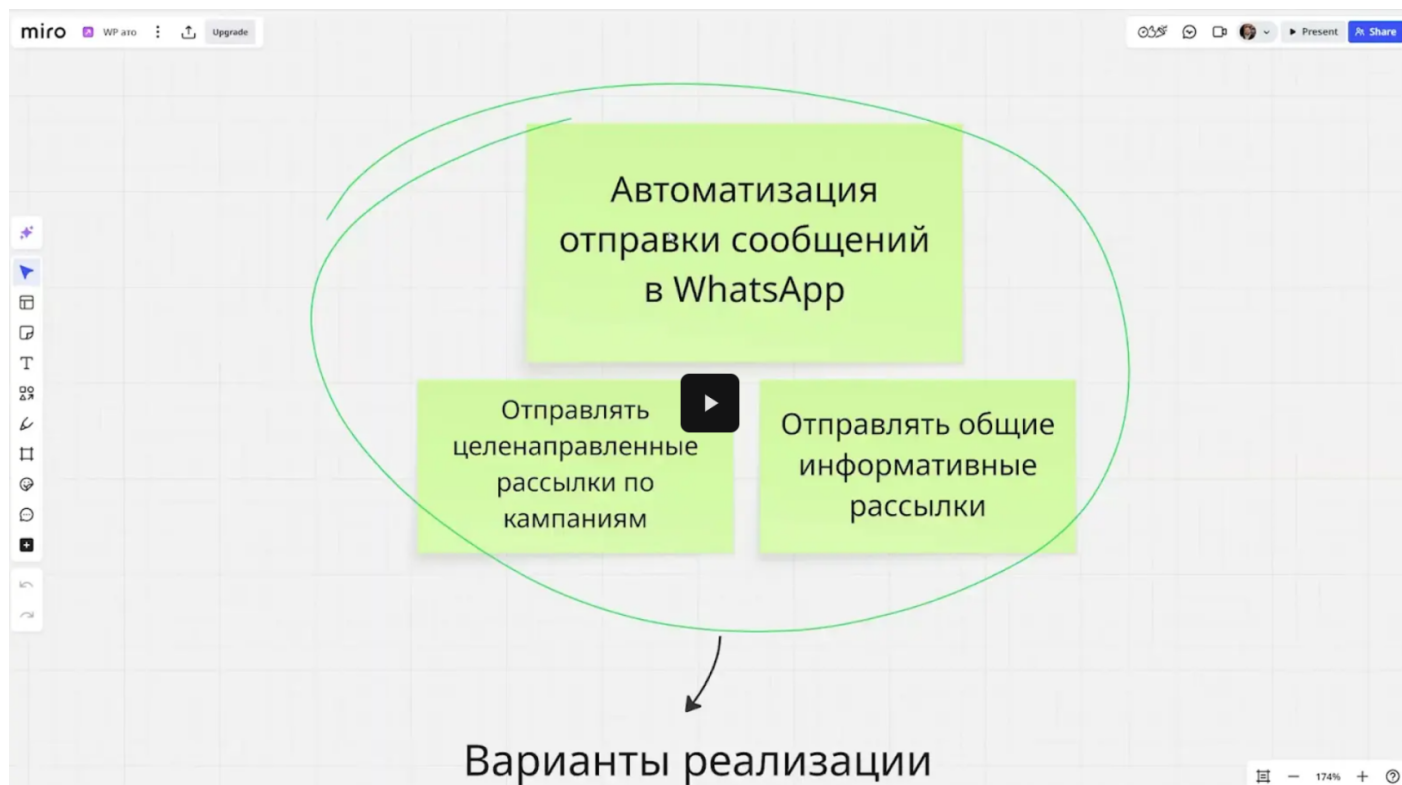 miro
WP ато
Upgrade
Present
Share
Автоматизация
отправки сообщений
в WhatsApp
Отправлять
целенаправленные
рассылки по
кампаниям
Отправлять общие
информативные
рассылки
Варианты реализации
174%